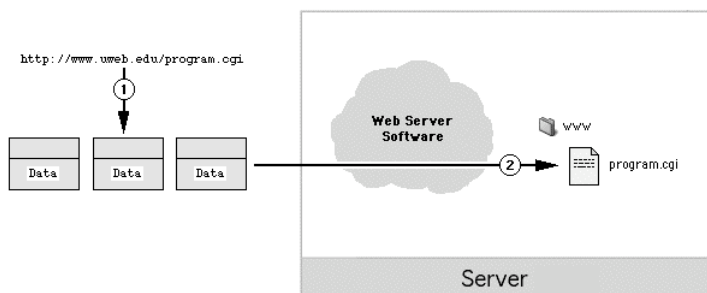 http://www.uweb.edu/program.cgi
1
Web Server
Software
www
Data
Data
Data
2
program.cgi
Server